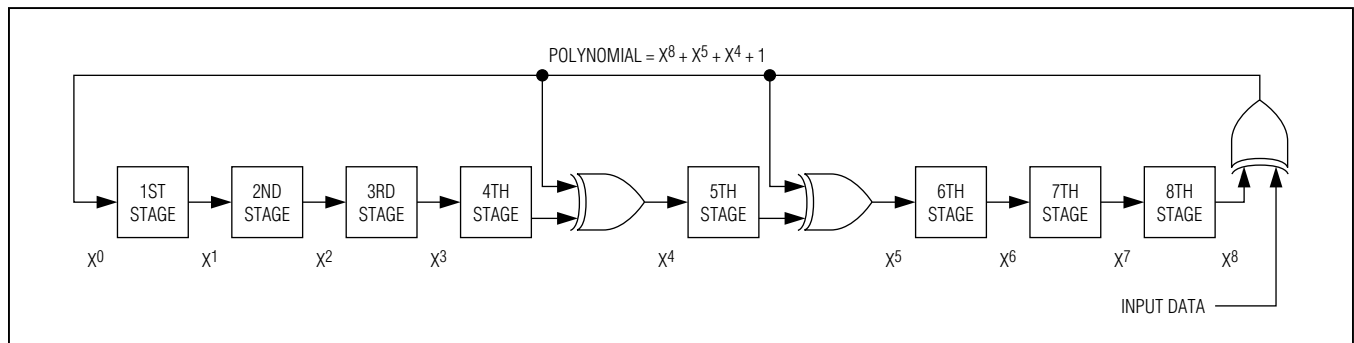 POLYNOMIAL = X⁸ + X⁵ + X⁴ + 1
1ST
STAGE
2ND
STAGE
3RD
STAGE
4TH
STAGE
5TH
STAGE
6TH
STAGE
7TH
STAGE
8TH
STAGE
X⁰
X¹
X²
X³
X⁴
X⁵
X⁶
X⁷
X⁸
INPUT DATA